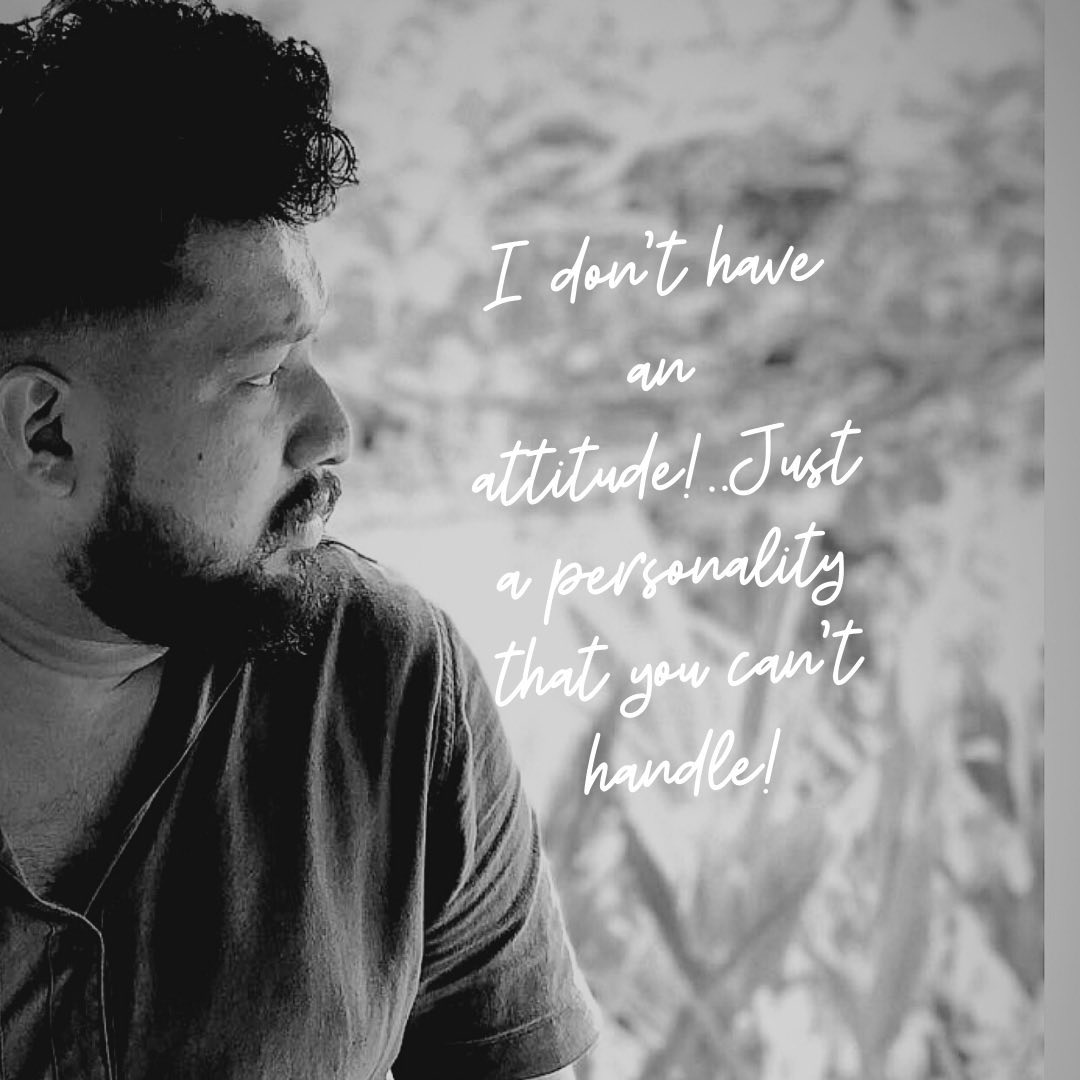 I don't have
an
attitude!..Just
a personality
that you can't
handle!